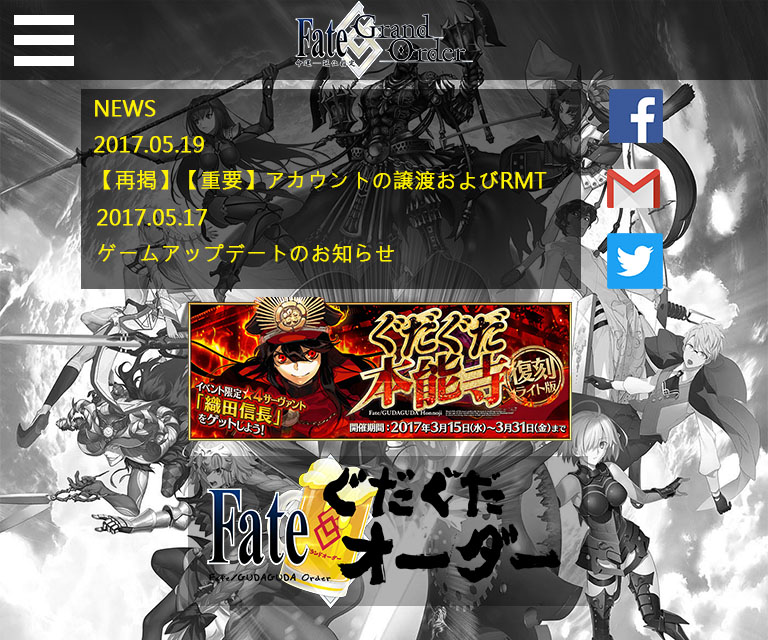 Fate Grand Order
NEWS
2017.05.19
【再掲】【重要】アカウントの譲渡およびRMT
2017.05.17
ゲームアップデートのお知らせ
ぐだぐだ
本能寺
復刻
ライト版
イベント限定★4サーヴァント
「織田信長」
をゲットしよう!
Fate/GUDAGUDA Honnoji
開催期間:2017年3月15日(水)～3月31日(金)まで
ぐだぐだ
Fate
オーダー
Fate/GUDAGUDA Order